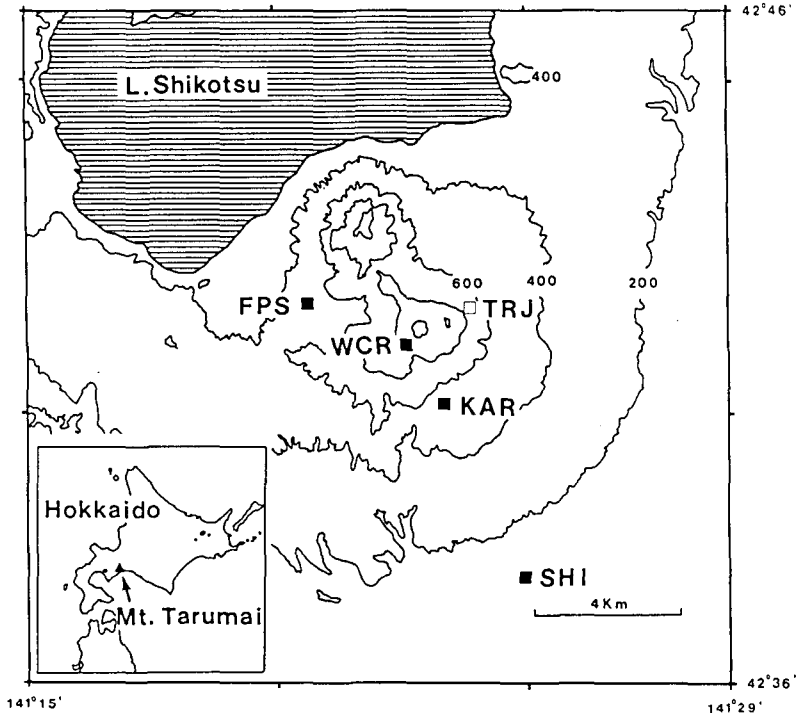 42°46'
L. Shikotsu
400
600 400 200
FPS
TRJ
WCR
KAR
Hokkaido
Mt. Tarumai
SHI
4Km
42°36'
141°15'
141°29'